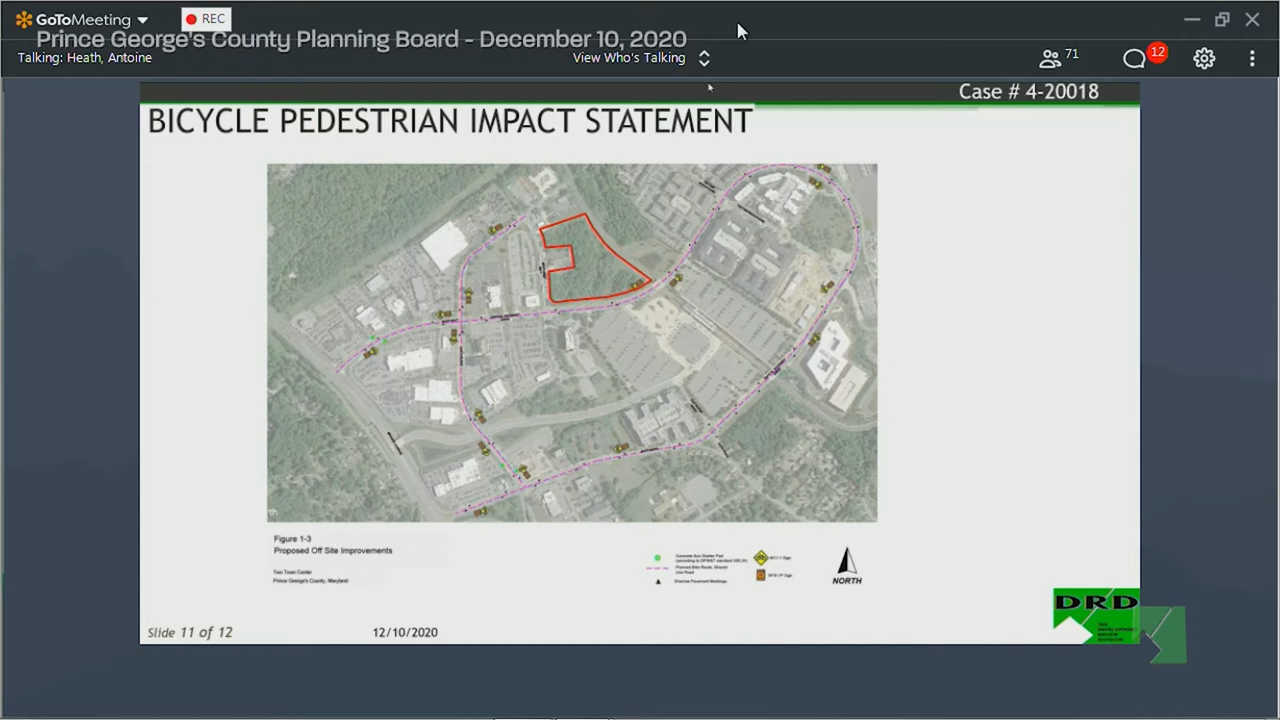 GoToMeeting
REC
Prince George's County Planning Board - December 10, 2020
Talking: Heath, Antoine
View Who's Talking
71
12
Case # 4-20018
BICYCLE PEDESTRIAN IMPACT STATEMENT
Figure 1-3
Proposed Off Site Improvements
Two Town Center
Prince George's County, Maryland
NORTH
DRD
Slide 11 of 12
12/10/2020